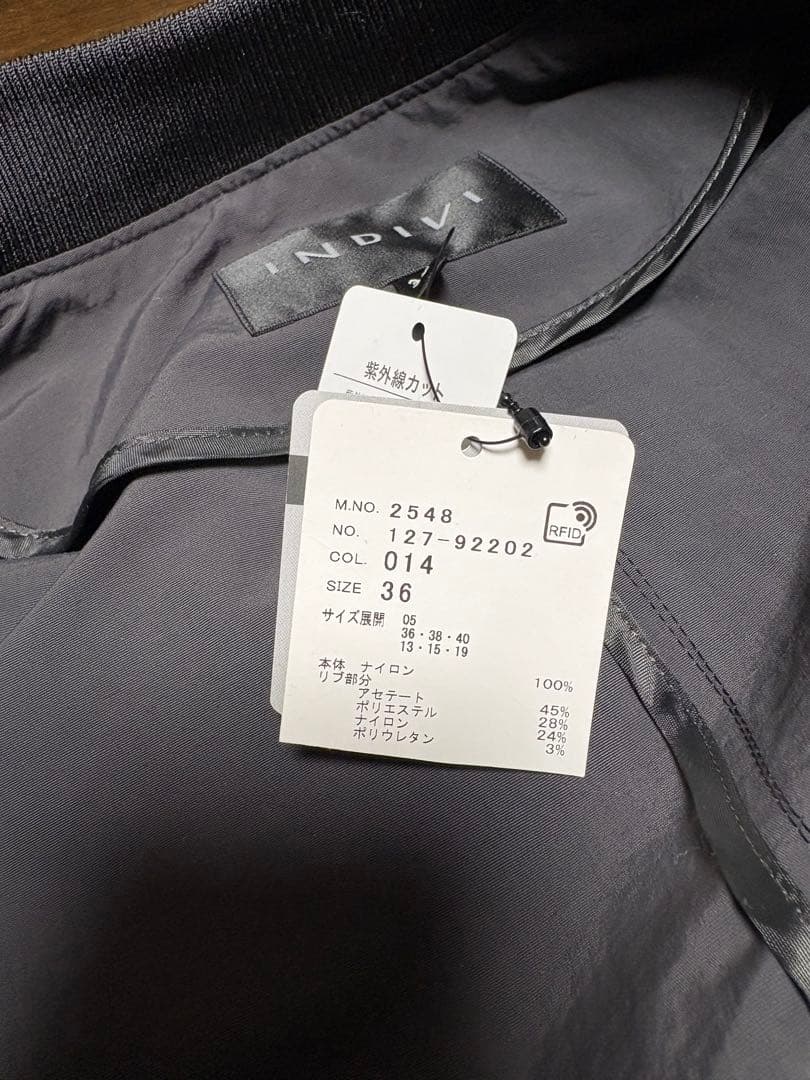 INDIVI
紫外線カット
RFID
M.NO. 2548
NO. 127-92202
COL. 014
SIZE 36
サイズ展開 05
36・38・40
13・15・19
本体 ナイロン 100%
リブ部分
アセテート 45%
ポリエステル 28%
ナイロン 24%
ポリウレタン 3%